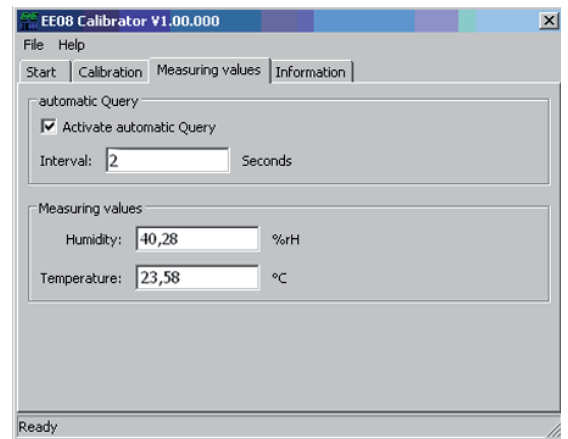 EE08 Calibrator V1.00.000
File Help
Start Calibration Measuring values Information
automatic Query
Activate automatic Query
Interval: 2 Seconds
Measuring values
Humidity: 40,28 %rH
Temperature: 23,58 °C
Ready